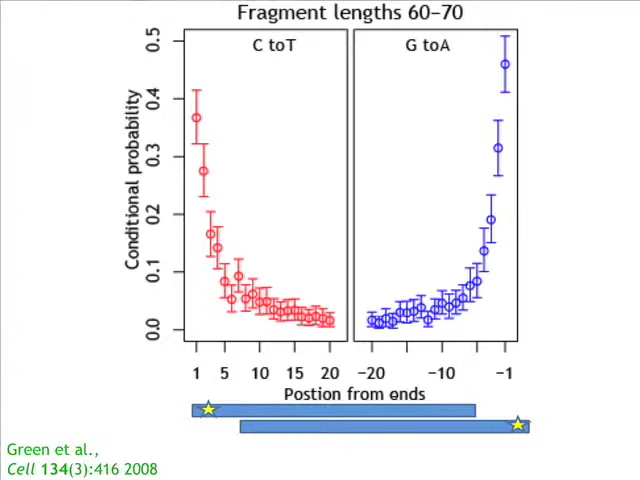 Fragment lengths 60–70
C toT
G toA
Conditional probability
0.5
0.4
0.3
0.2
0.1
0.0
1 5 10 15 20
−20 −10 −1
Postion from ends
Green et al.,
Cell 134(3):416 2008